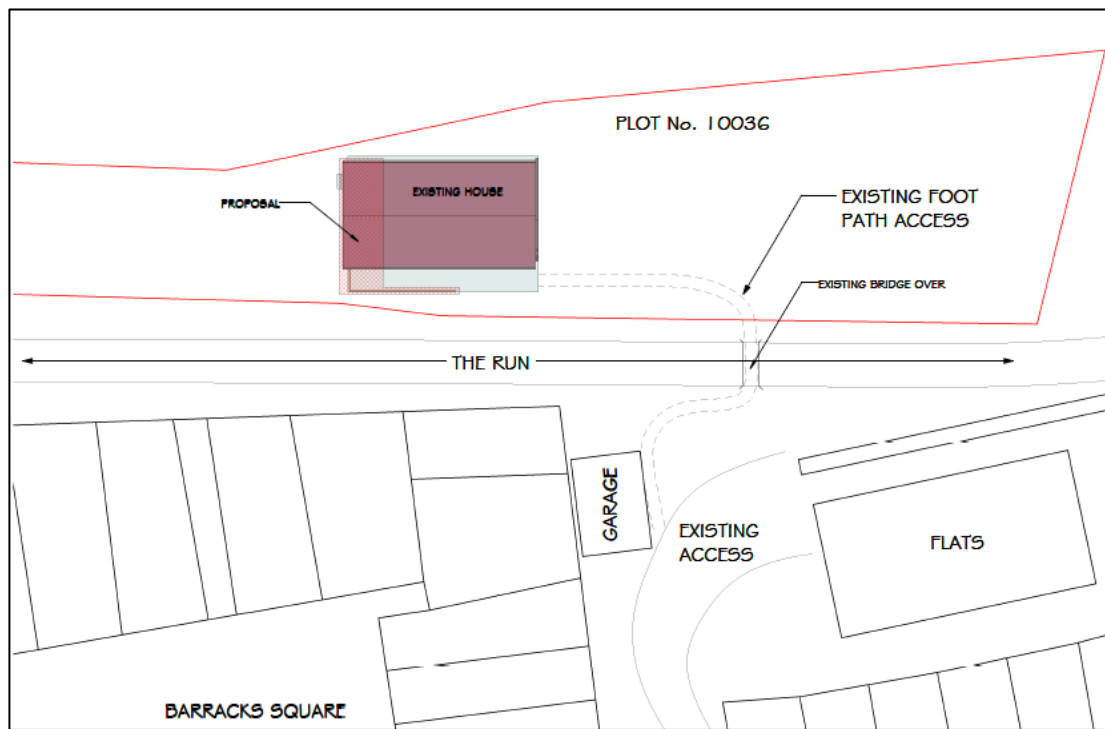 PLOT No. 10036
EXISTING HOUSE
PROPOSAL
EXISTING FOOT
PATH ACCESS
EXISTING BRIDGE OVER
THE RUN
GARAGE
EXISTING
ACCESS
FLATS
BARRACKS SQUARE